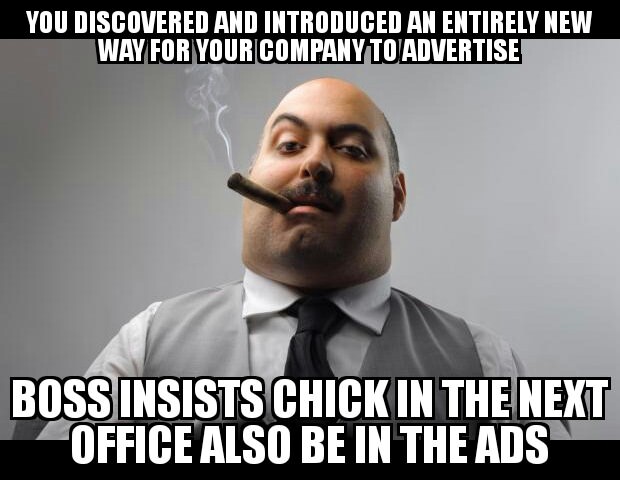 YOU DISCOVERED AND INTRODUCED AN ENTIRELY NEW
WAY FOR YOUR COMPANY TO ADVERTISE
BOSS INSISTS CHICK IN THE NEXT
OFFICE ALSO BE IN THE ADS